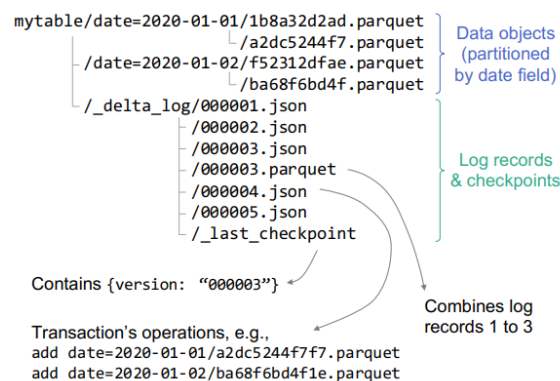 mytable/date=2020-01-01/1b8a32d2ad.parquet
/a2dc5244f7.parquet
/date=2020-01-02/f52312dfae.parquet
/ba68f6bd4f.parquet
/_delta_log/000001.json
/000002.json
/000003.json
/000003.parquet
/000004.json
/000005.json
/_last_checkpoint
Data objects
(partitioned
by date field)
Log records
& checkpoints
Contains {version: “000003”}
Combines log
records 1 to 3
Transaction’s operations, e.g.,
add date=2020-01-01/a2dc5244f7f7.parquet
add date=2020-01-02/ba68f6bd4f1e.parquet